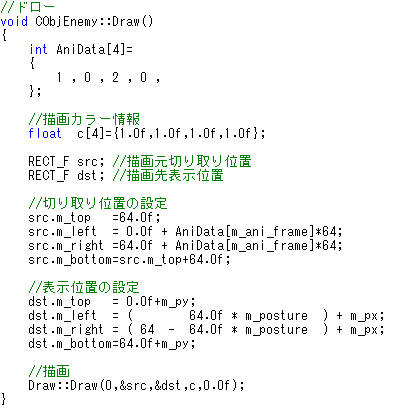 //ドロー
void CObjEnemy::Draw()
{
    int AniData[4]=
    {
        1 , 0 , 2 , 0 ,
    };
    //描画カラー情報
    float  c[4]={1.0f,1.0f,1.0f,1.0f};
    RECT_F src; //描画元切り取り位置
    RECT_F dst; //描画先表示位置
    //切り取り位置の設定
    src.m_top   =64.0f;
    src.m_left  = 0.0f + AniData[m_ani_frame]*64;
    src.m_right =64.0f + AniData[m_ani_frame]*64;
    src.m_bottom=src.m_top+64.0f;
    //表示位置の設定
    dst.m_top   = 0.0f+m_py;
    dst.m_left  = (       64.0f * m_posture  ) + m_px;
    dst.m_right = ( 64  -  64.0f * m_posture  ) + m_px;
    dst.m_bottom=64.0f+m_py;
    //描画
    Draw::Draw(0,&src,&dst,c,0.0f);
}